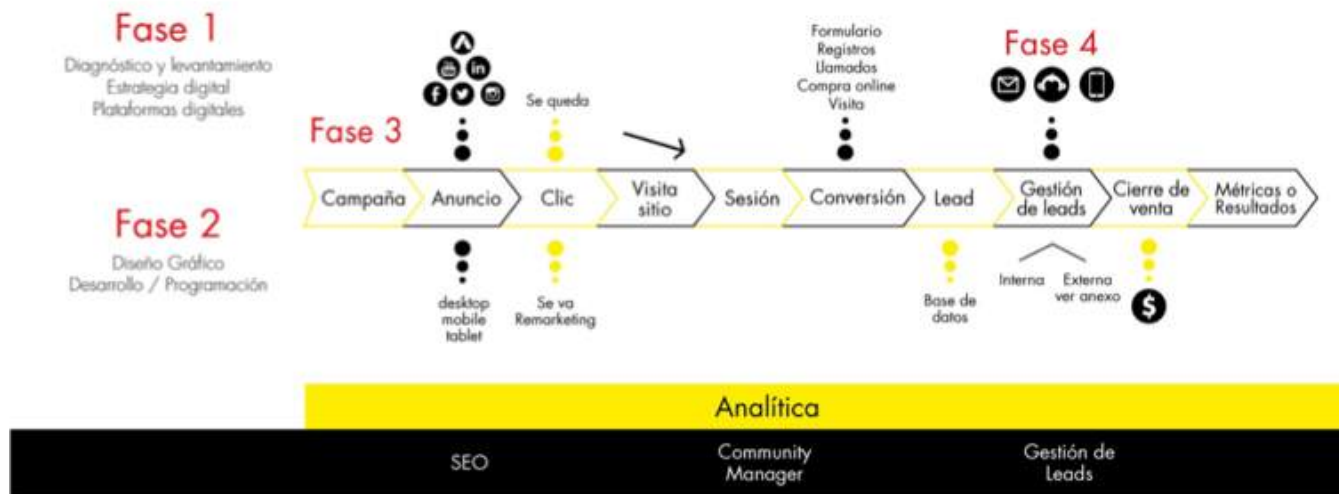 Fase 1
Diagnóstico y levantamiento
Estrategia digital
Plataformas digitales
Fase 2
Diseño Gráfico
Desarrollo / Programación
Fase 3
Se queda
Formulario
Registros
Llamados
Compra online
Visita
Fase 4
Campaña
Anuncio
Clic
Visita
sitio
Sesión
Conversión
Lead
Gestión
de leads
Cierre de
venta
Métricas o
Resultados
desktop
mobile
tablet
Se va
Remarketing
Base de
datos
Interna
Externa
ver anexo
$
Analítica
SEO
Community
Manager
Gestión de
Leads